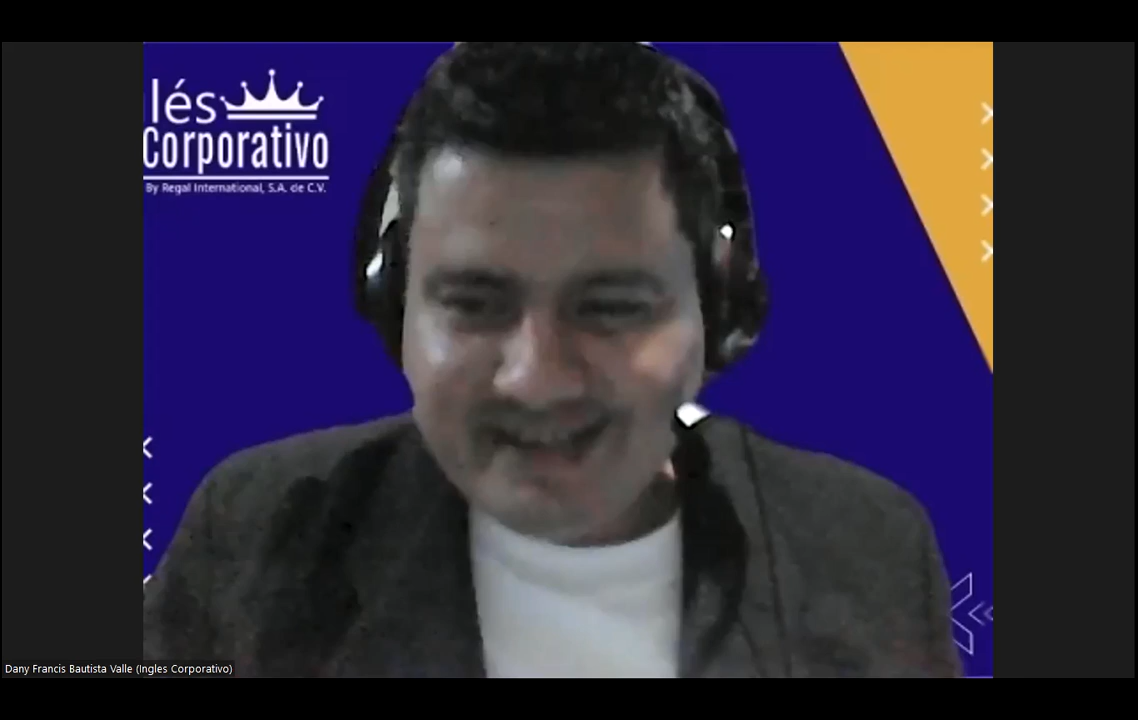 lés
Corporativo
By Regal International, S.A. de C.V.
Dany Francis Bautista Valle (Ingles Corporativo)